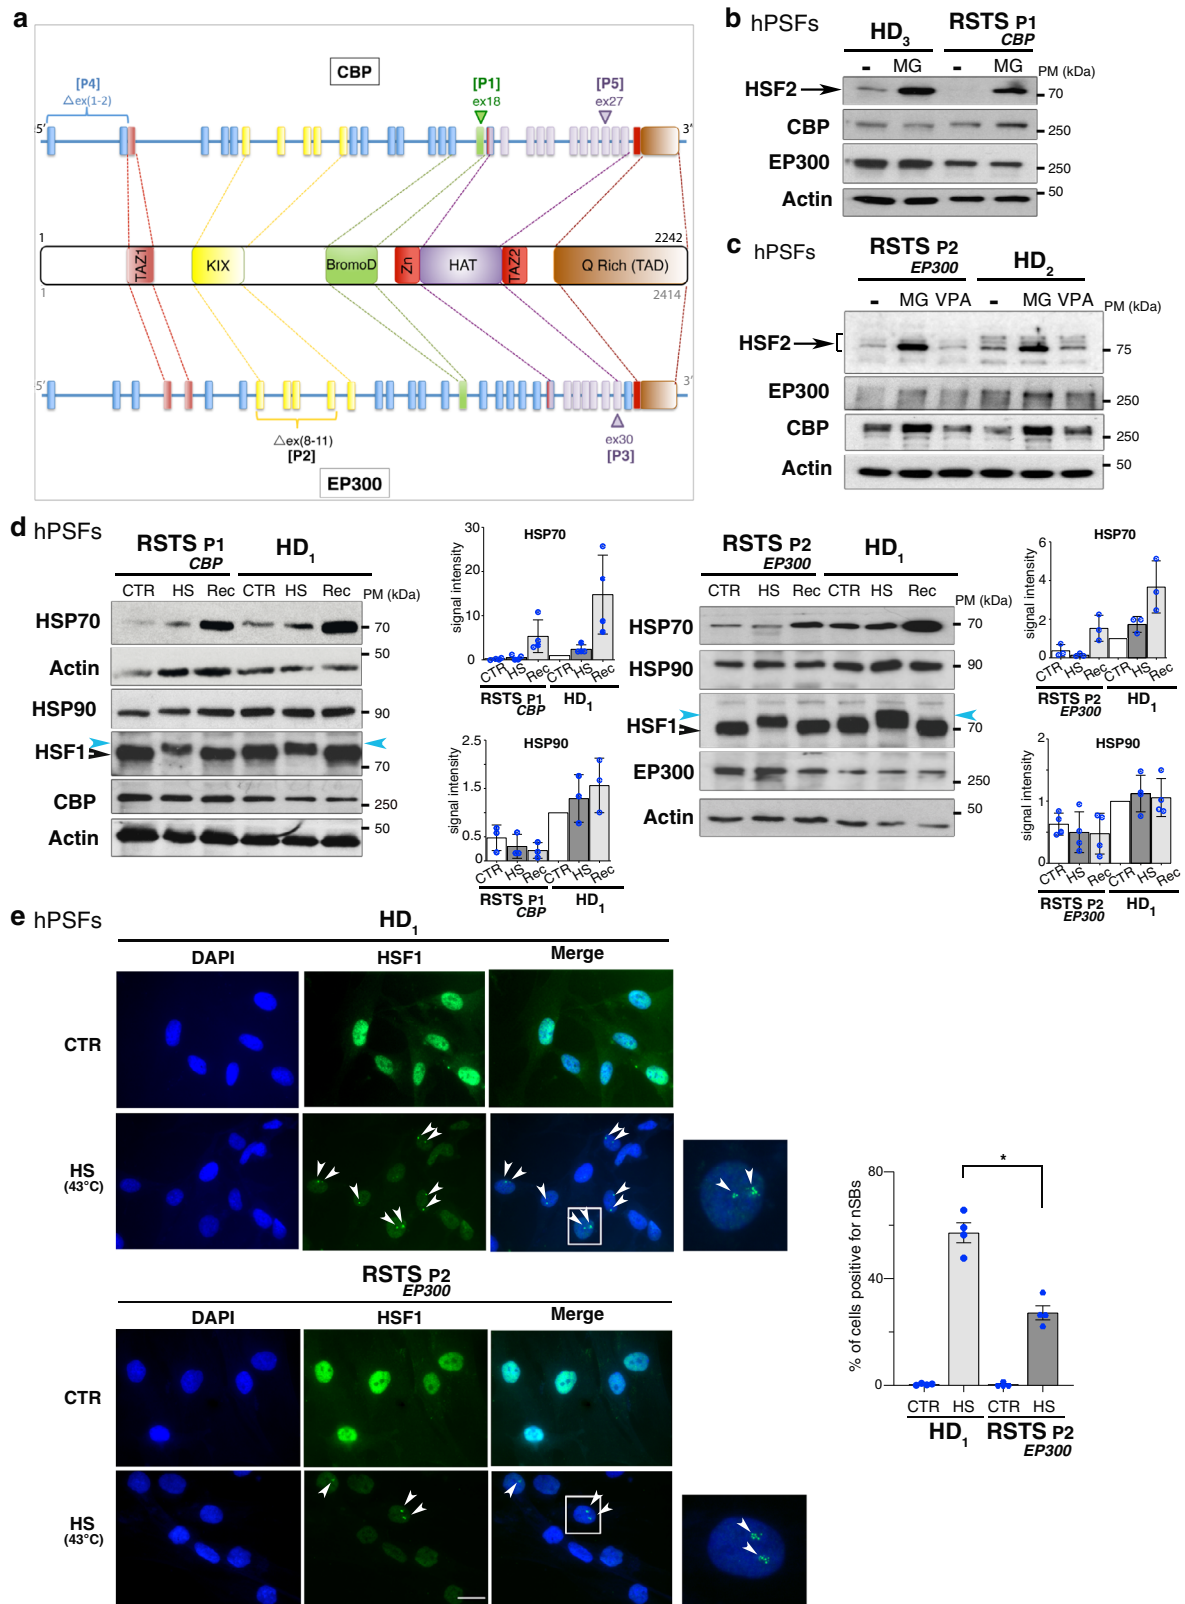 a
CBP
[P4]
△ex(1-2)
[P1]
ex18
[P5]
ex27
5'
3'
1
2242
TAZ1
KIX
BromoD
Zn
HAT
TAZ2
Q Rich (TAD)
1
2414
5'
3'
△ex(8-11)
[P2]
ex30
[P3]
EP300
b hPSFs
HD3
RSTS P1
CBP
- MG - MG PM (kDa)
HSF2
70
CBP
250
EP300
250
50
Actin
c hPSFs
RSTS P2
EP300
HD2
- MG VPA - MG VPA PM (kDa)
HSF2
75
EP300
250
CBP
250
50
Actin
d hPSFs
RSTS P1
CBP
HD1
CTR HS Rec CTR HS Rec PM (kDa)
HSP70
70
50
Actin
HSP90
90
HSF1
70
CBP
250
50
Actin
HSP70
signal intensity
30
20
10
0
CTR HS Rec CTR HS Rec
RSTS P1
CBP
HD1
HSP90
signal intensity
2.5
1.5
0.5
0
CTR HS Rec CTR HS Rec
RSTS P1
CBP
HD1
RSTS P2
EP300
HD1
CTR HS Rec CTR HS Rec
PM (kDa)
HSP70
70
HSP90
90
HSF1
70
EP300
250
50
Actin
HSP70
signal intensity
6
4
2
0
CTR HS Rec CTR HS Rec
RSTS P2
EP300
HD1
HSP90
signal intensity
2
1
0
CTR HS Rec CTR HS Rec
RSTS P2
EP300
HD1
e hPSFs
HD1
DAPI HSF1 Merge
CTR
HS
(43°C)
RSTS P2
EP300
DAPI HSF1 Merge
CTR
HS
(43°C)
% of cells positive for nSBs
80
40
0
*
CTR HS CTR HS
HD1
RSTS P2
EP300